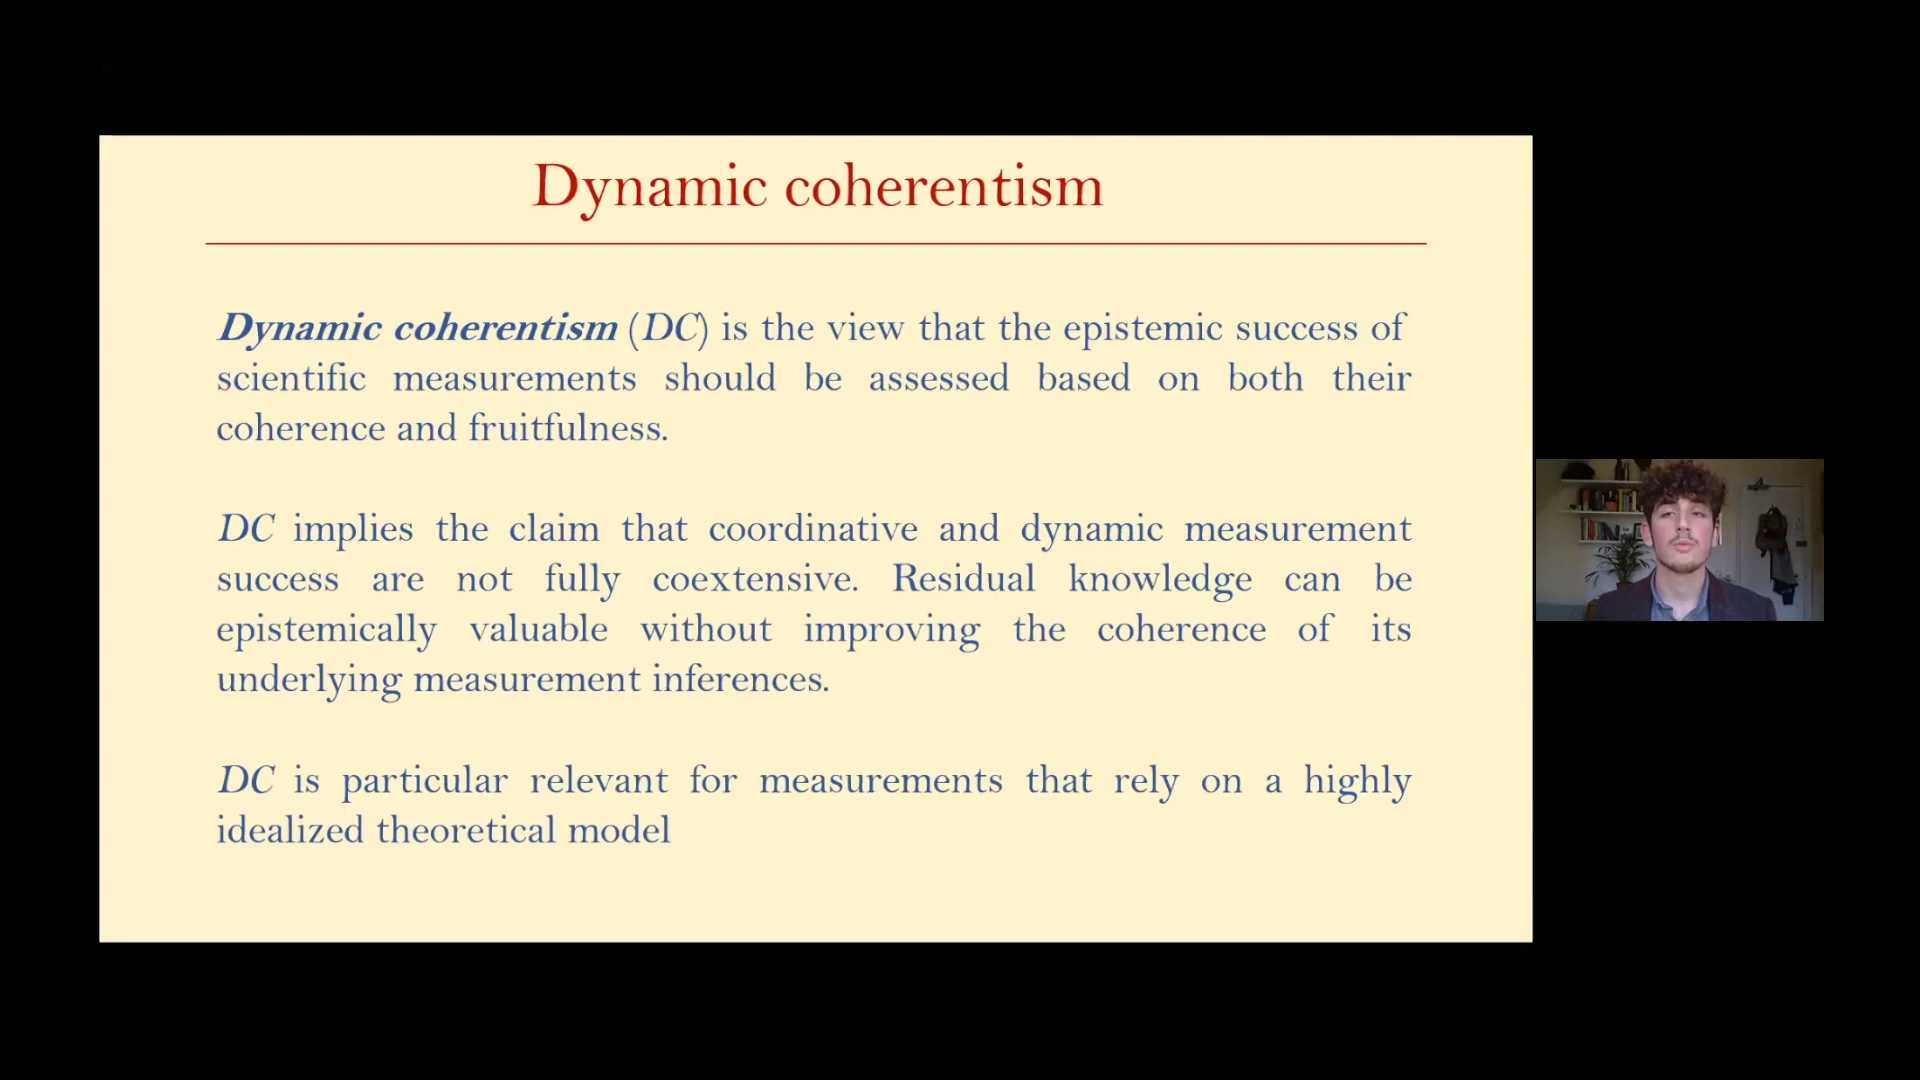 Dynamic coherentism
Dynamic coherentism (DC) is the view that the epistemic success of
scientific measurements should be assessed based on both their
coherence and fruitfulness.
DC implies the claim that coordinative and dynamic measurement
success are not fully coextensive. Residual knowledge can be
epistemically valuable without improving the coherence of its
underlying measurement inferences.
DC is particular relevant for measurements that rely on a highly
idealized theoretical model